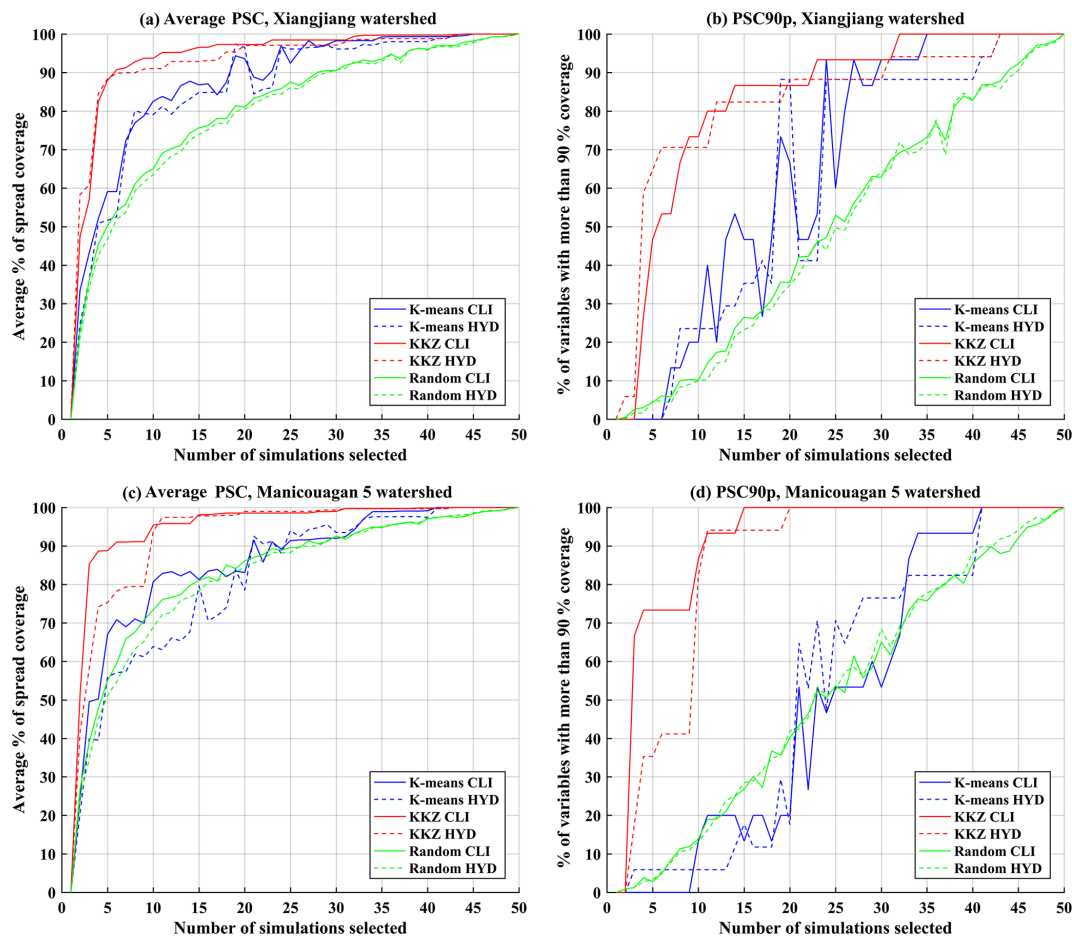 (a) Average PSC, Xiangjiang watershed
Average % of spread coverage
100
90
80
70
60
50
40
30
20
10
0
0 5 10 15 20 25 30 35 40 45 50
Number of simulations selected
K-means CLI
K-means HYD
KKZ CLI
KKZ HYD
Random CLI
Random HYD
(b) PSC90p, Xiangjiang watershed
% of variables with more than 90 % coverage
100
90
80
70
60
50
40
30
20
10
0
0 5 10 15 20 25 30 35 40 45 50
Number of simulations selected
K-means CLI
K-means HYD
KKZ CLI
KKZ HYD
Random CLI
Random HYD
(c) Average PSC, Manicouagan 5 watershed
Average % of spread coverage
100
90
80
70
60
50
40
30
20
10
0
0 5 10 15 20 25 30 35 40 45 50
Number of simulations selected
K-means CLI
K-means HYD
KKZ CLI
KKZ HYD
Random CLI
Random HYD
(d) PSC90p, Manicouagan 5 watershed
% of variables with more than 90 % coverage
100
90
80
70
60
50
40
30
20
10
0
0 5 10 15 20 25 30 35 40 45 50
Number of simulations selected
K-means CLI
K-means HYD
KKZ CLI
KKZ HYD
Random CLI
Random HYD